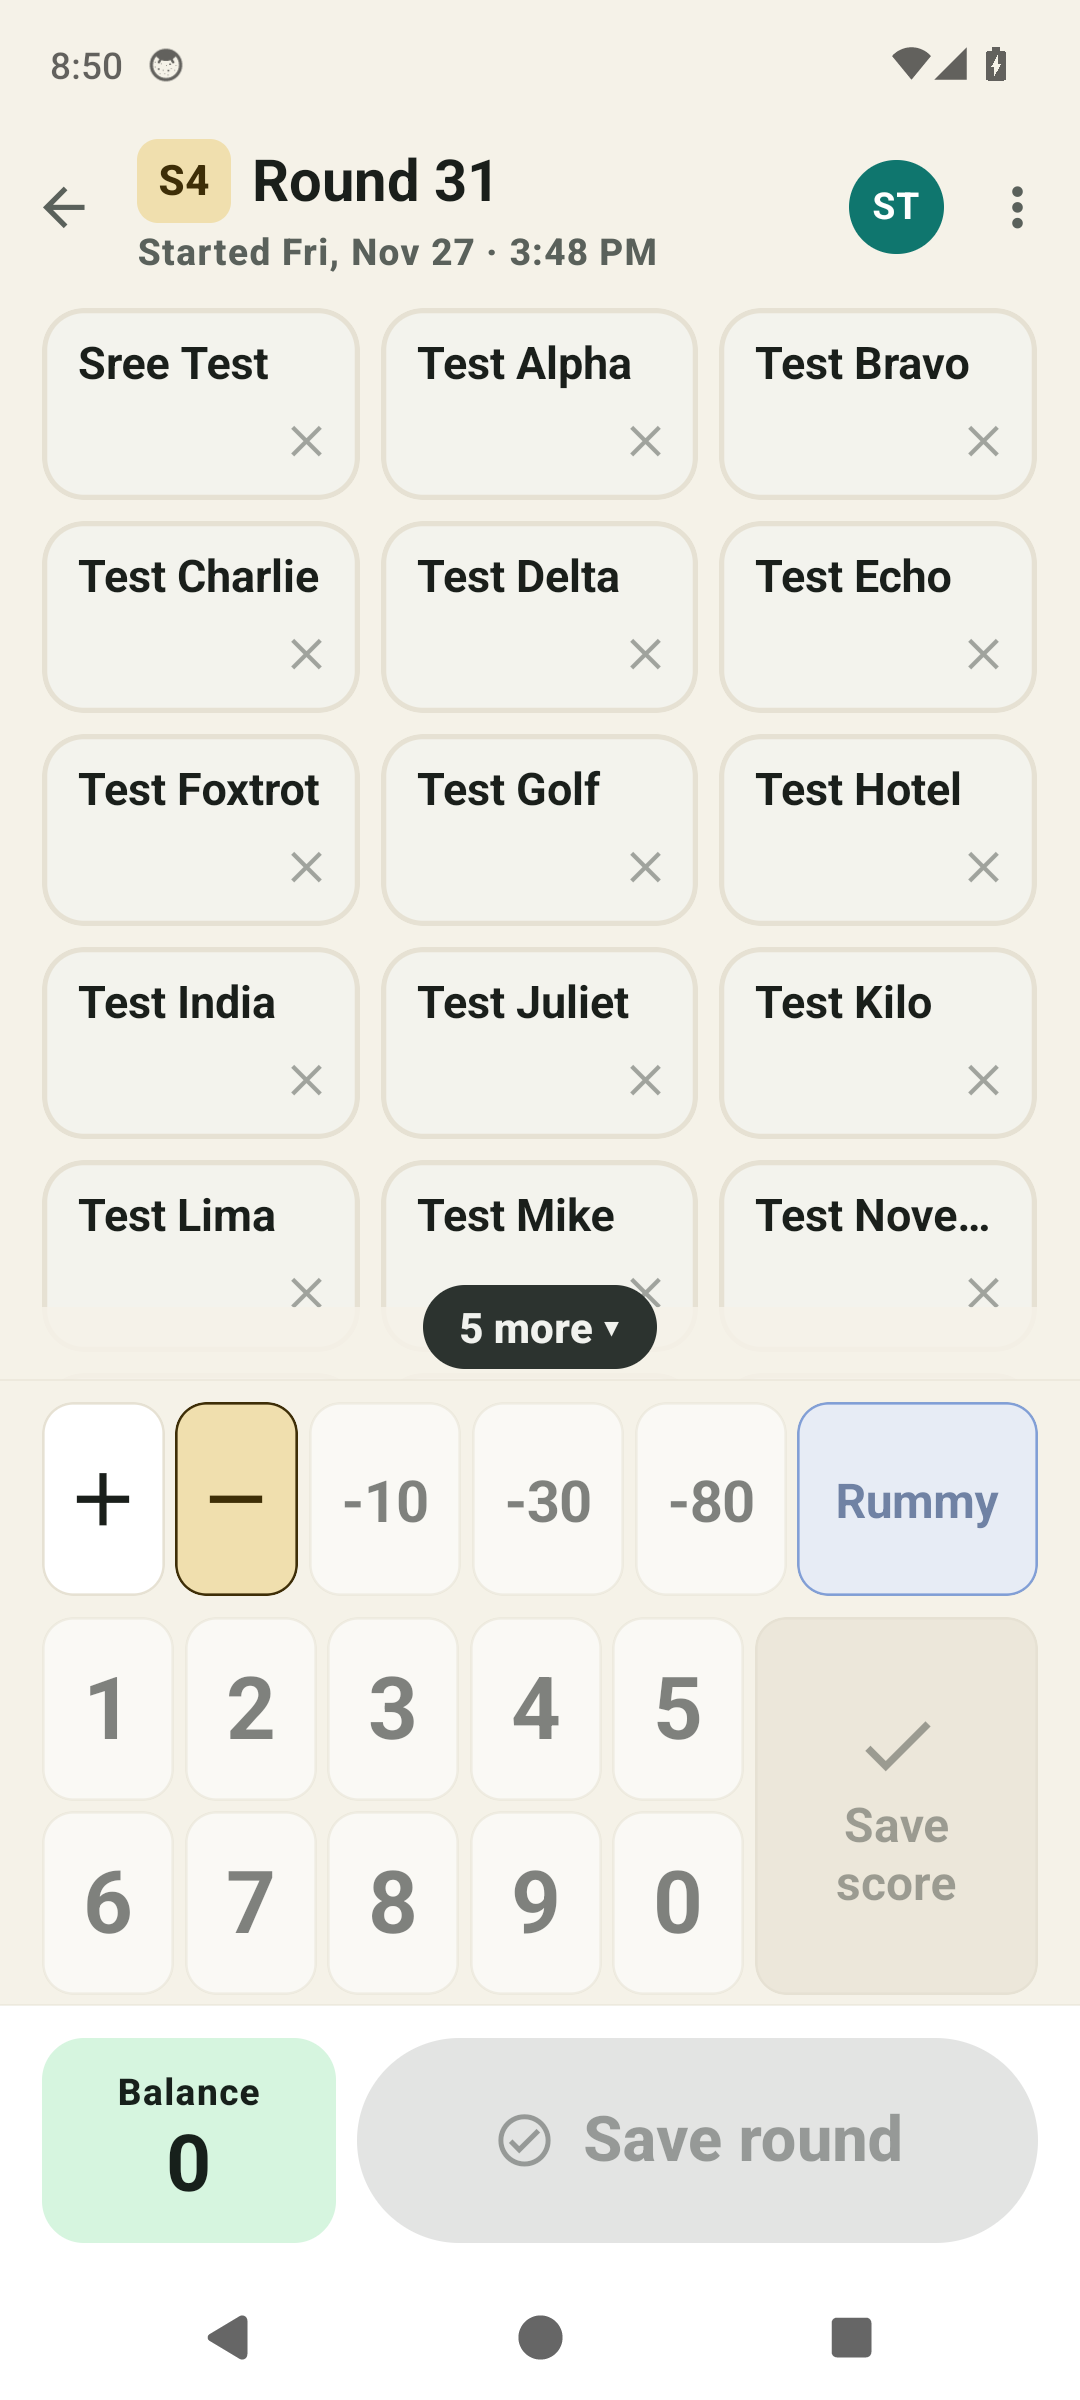 8:50
S4 Round 31
Started Fri, Nov 27 · 3:48 PM
ST
Sree Test
Test Alpha
Test Bravo
Test Charlie
Test Delta
Test Echo
Test Foxtrot
Test Golf
Test Hotel
Test India
Test Juliet
Test Kilo
Test Lima
Test Mike
Test Nove...
5 more ▾
+ − -10 -30 -80 Rummy
1 2 3 4 5
6 7 8 9 0
Save
score
Balance
0
Save round